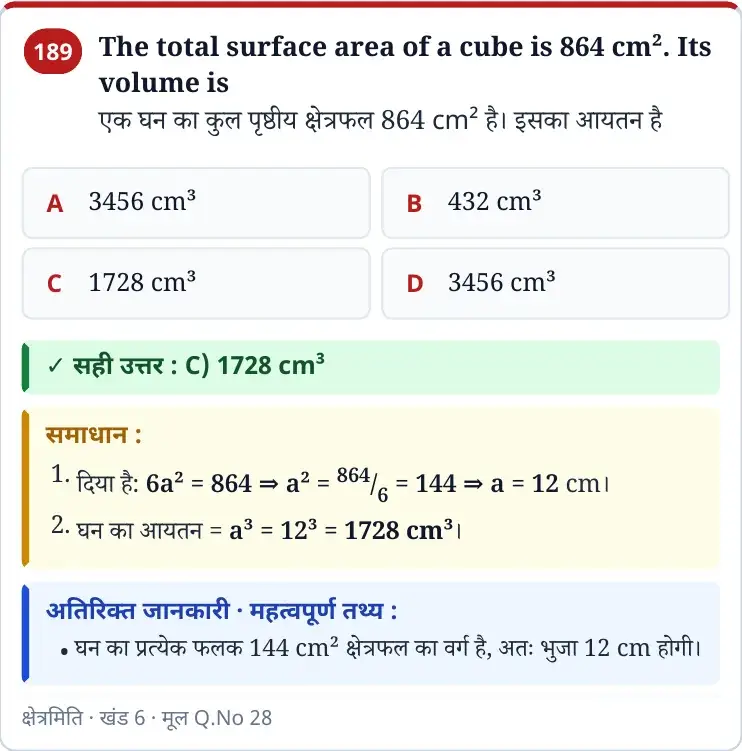 189 The total surface area of a cube is 864 cm². Its
volume is
एक घन का कुल पृष्ठीय क्षेत्रफल 864 cm² है। इसका आयतन है
A 3456 cm³
B 432 cm³
C 1728 cm³
D 3456 cm³
✓ सही उत्तर : C) 1728 cm³
समाधान :
1. दिया है: 6a² = 864 ⇒ a² = ⁸⁶⁴/₆ = 144 ⇒ a = 12 cm।
2. घन का आयतन = a³ = 12³ = 1728 cm³।
अतिरिक्त जानकारी · महत्वपूर्ण तथ्य :
• घन का प्रत्येक फलक 144 cm² क्षेत्रफल का वर्ग है, अतः भुजा 12 cm होगी।
क्षेत्रमिति · खंड 6 · मूल Q.No 28